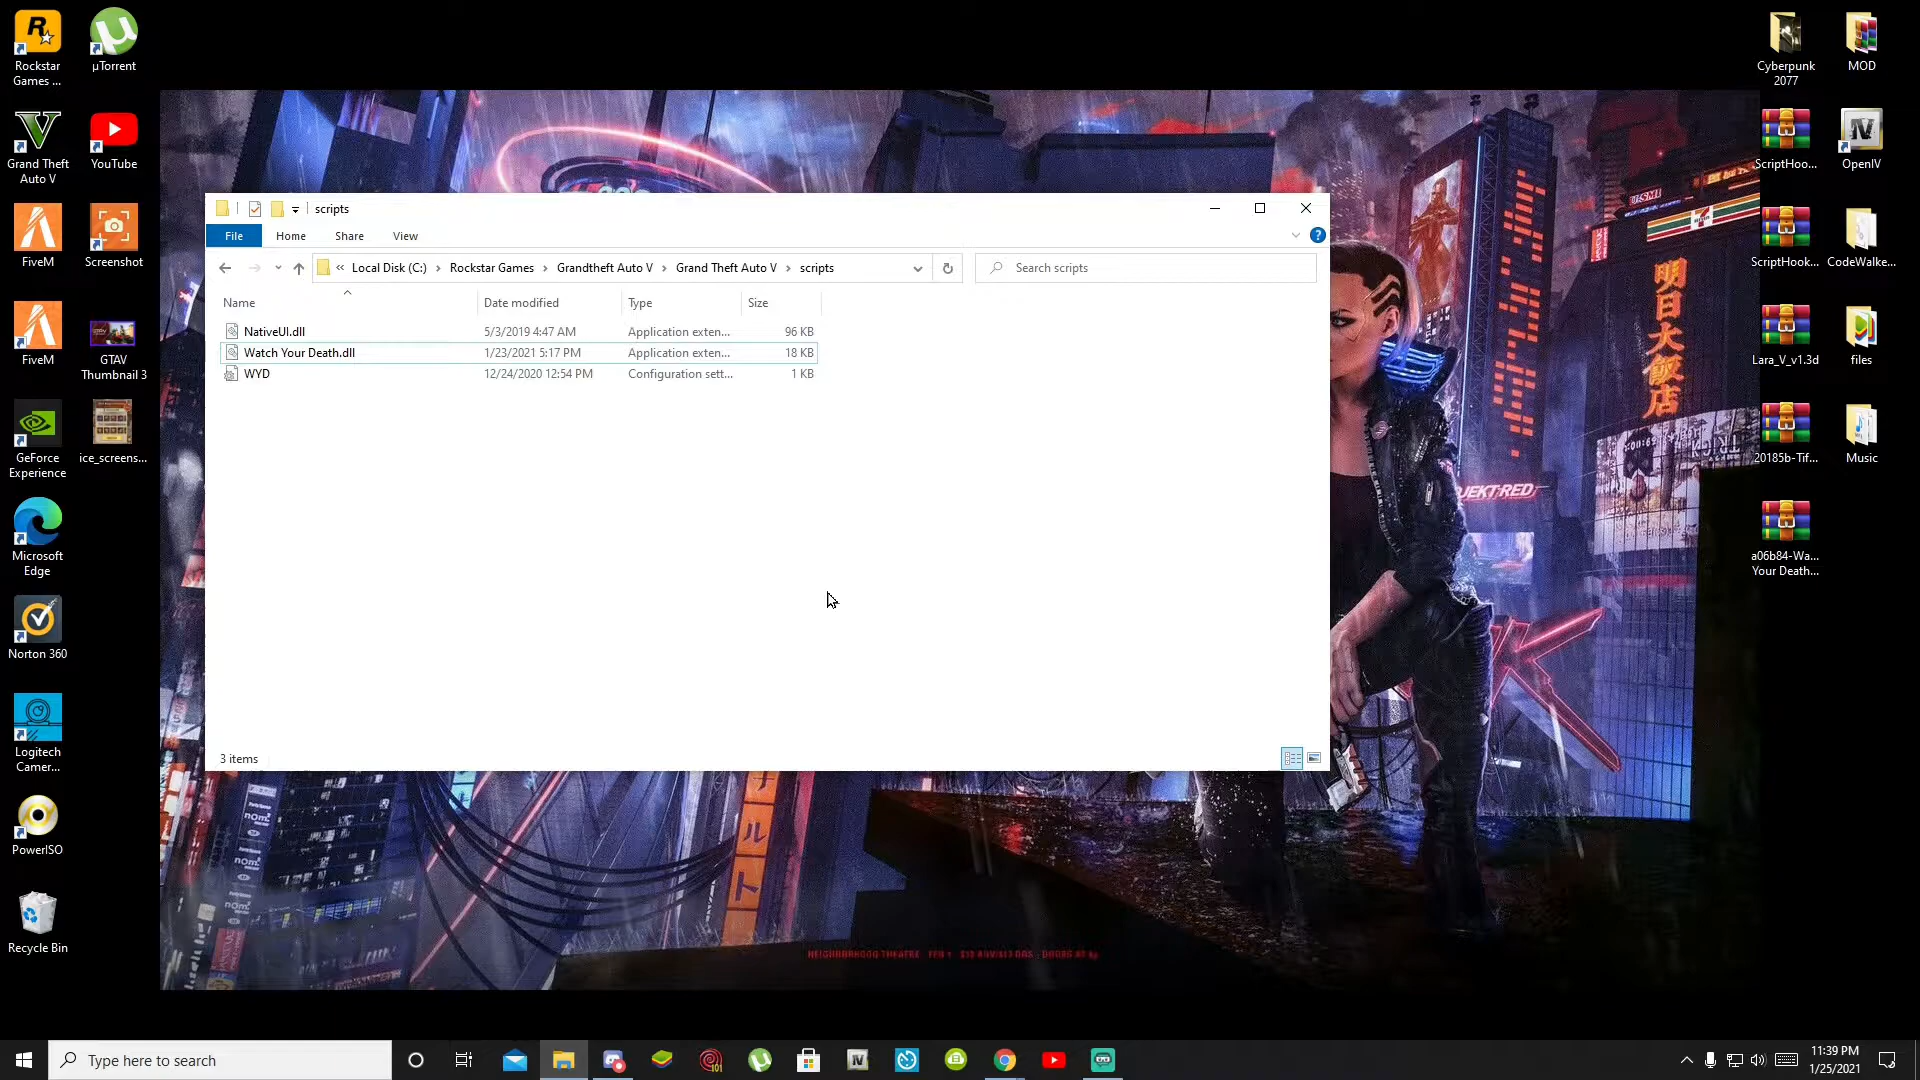 Rockstar
Games ...
µTorrent
Grand Theft
Auto V
YouTube
FiveM
Screenshot
FiveM
GTAV
Thumbnail 3
GeForce
Experience
ice_screens...
Microsoft
Edge
Norton 360
Logitech
Camer...
PowerISO
Recycle Bin
scripts
File
Home
Share
View
« Local Disk (C:) › Rockstar Games › Grandtheft Auto V › Grand Theft Auto V › scripts
Search scripts
Name
Date modified
Type
Size
NativeUI.dll 5/3/2019 4:47 AM Application exten... 96 KB
Watch Your Death.dll 1/23/2021 5:17 PM Application exten... 18 KB
WYD 12/24/2020 12:54 PM Configuration sett... 1 KB
3 items
Cyberpunk
2077
MOD
ScriptHoo...
OpenIV
ScriptHook...
CodeWalke...
Lara_V_v1.3d
files
20185b-Tif...
Music
a06b84-Wa...
Your Death...
明日大飯店
Type here to search
11:39 PM
1/25/2021